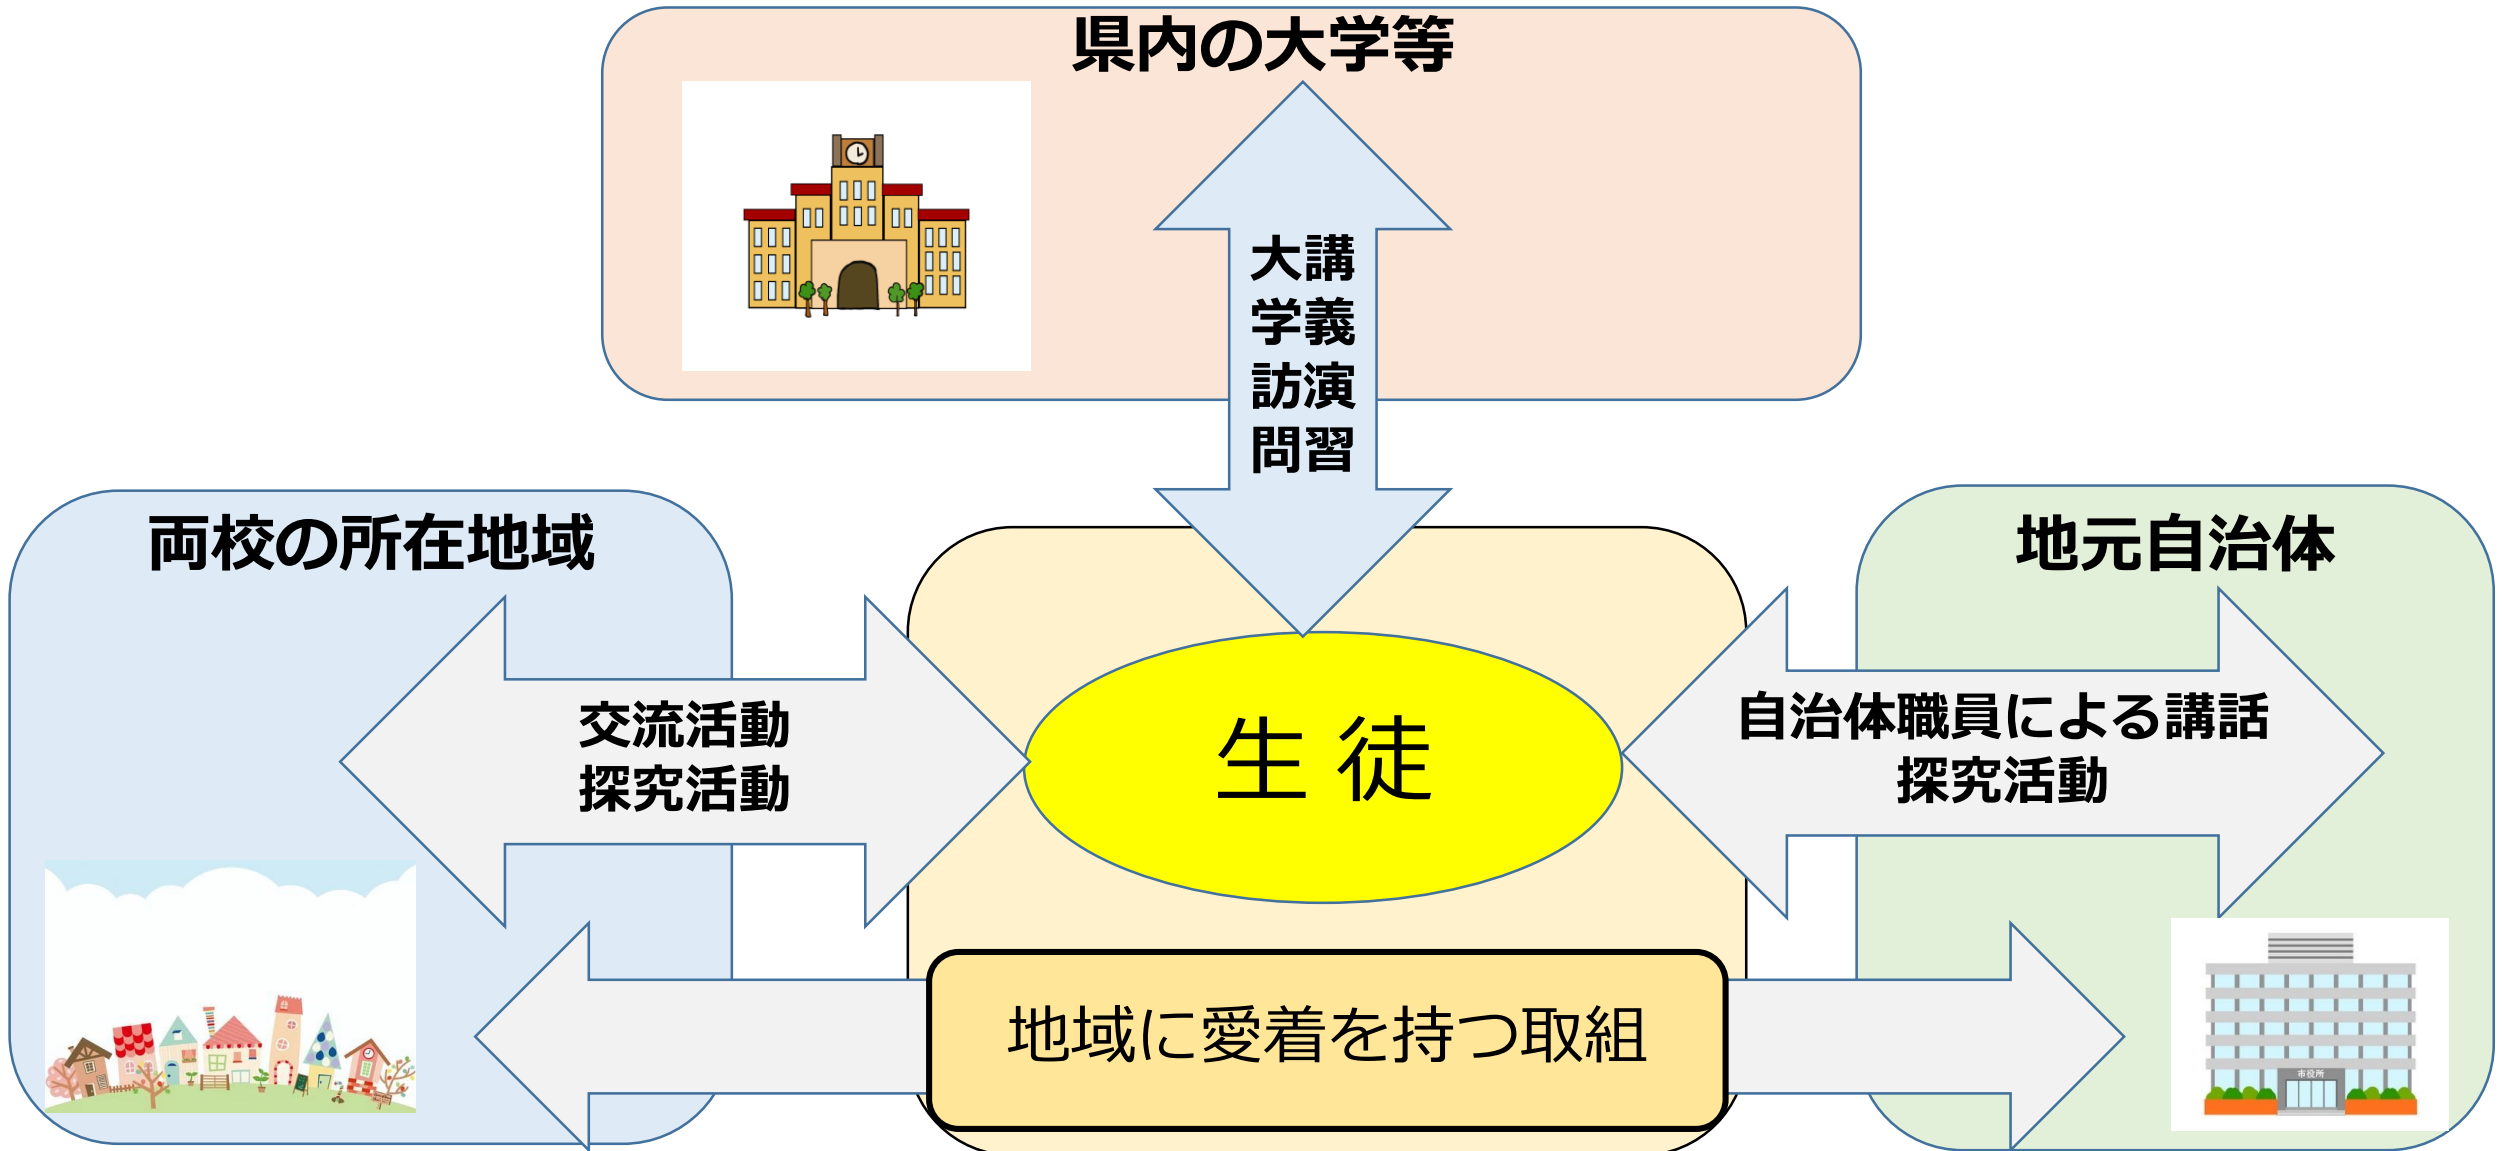 県内の大学等
大学訪問
講義演習
両校の所在地域
地元自治体
交流活動
探究活動
生徒
自治体職員による講話
探究活動
地域に愛着を持つ取組
市役所